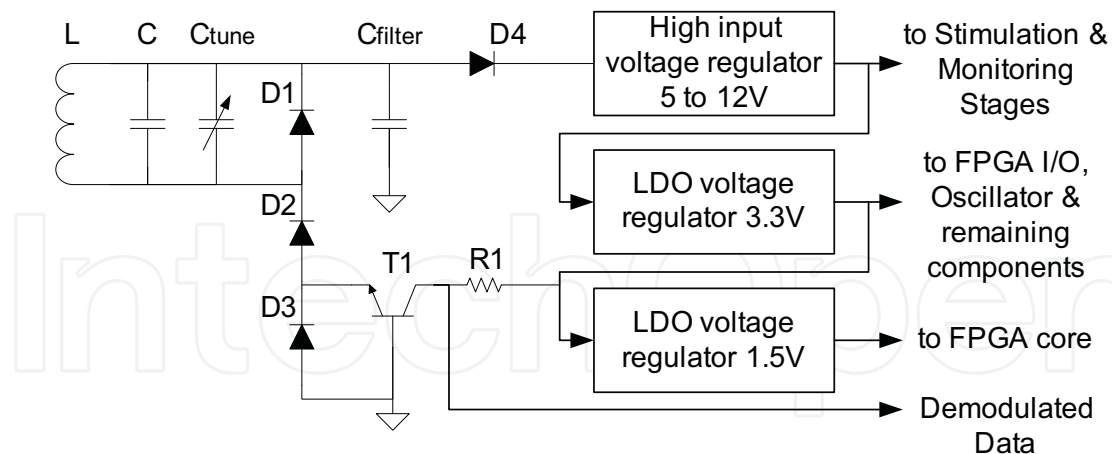 L
C
Ctune
Cfilter
D4
High input
voltage regulator
5 to 12V
to Stimulation &
Monitoring
Stages
D1
LDO voltage
regulator 3.3V
to FPGA I/O,
Oscillator &
remaining
components
D2
T1
R1
D3
LDO voltage
regulator 1.5V
to FPGA core
Demodulated
Data
IntechOpen